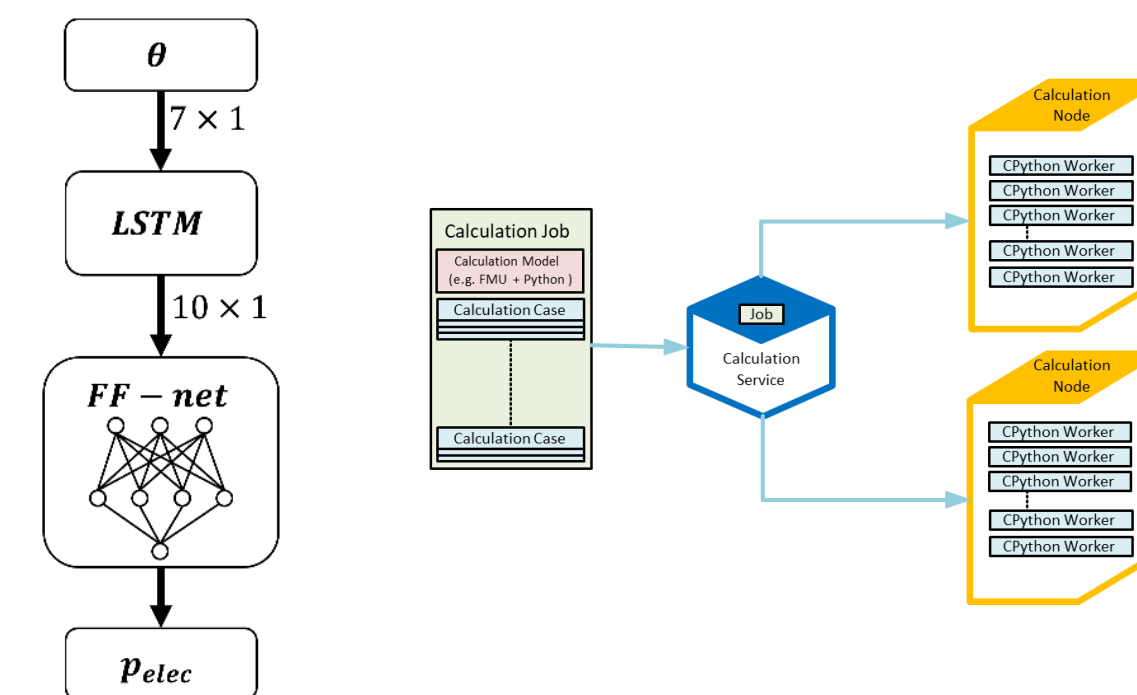 θ
7 × 1
LSTM
10 × 1
FF – net
p_elec
Calculation Job
Calculation Model
(e.g. FMU + Python )
Calculation Case
Calculation Case
Job
Calculation
Service
Calculation
Node
CPython Worker
CPython Worker
CPython Worker
CPython Worker
CPython Worker
Calculation
Node
CPython Worker
CPython Worker
CPython Worker
CPython Worker
CPython Worker